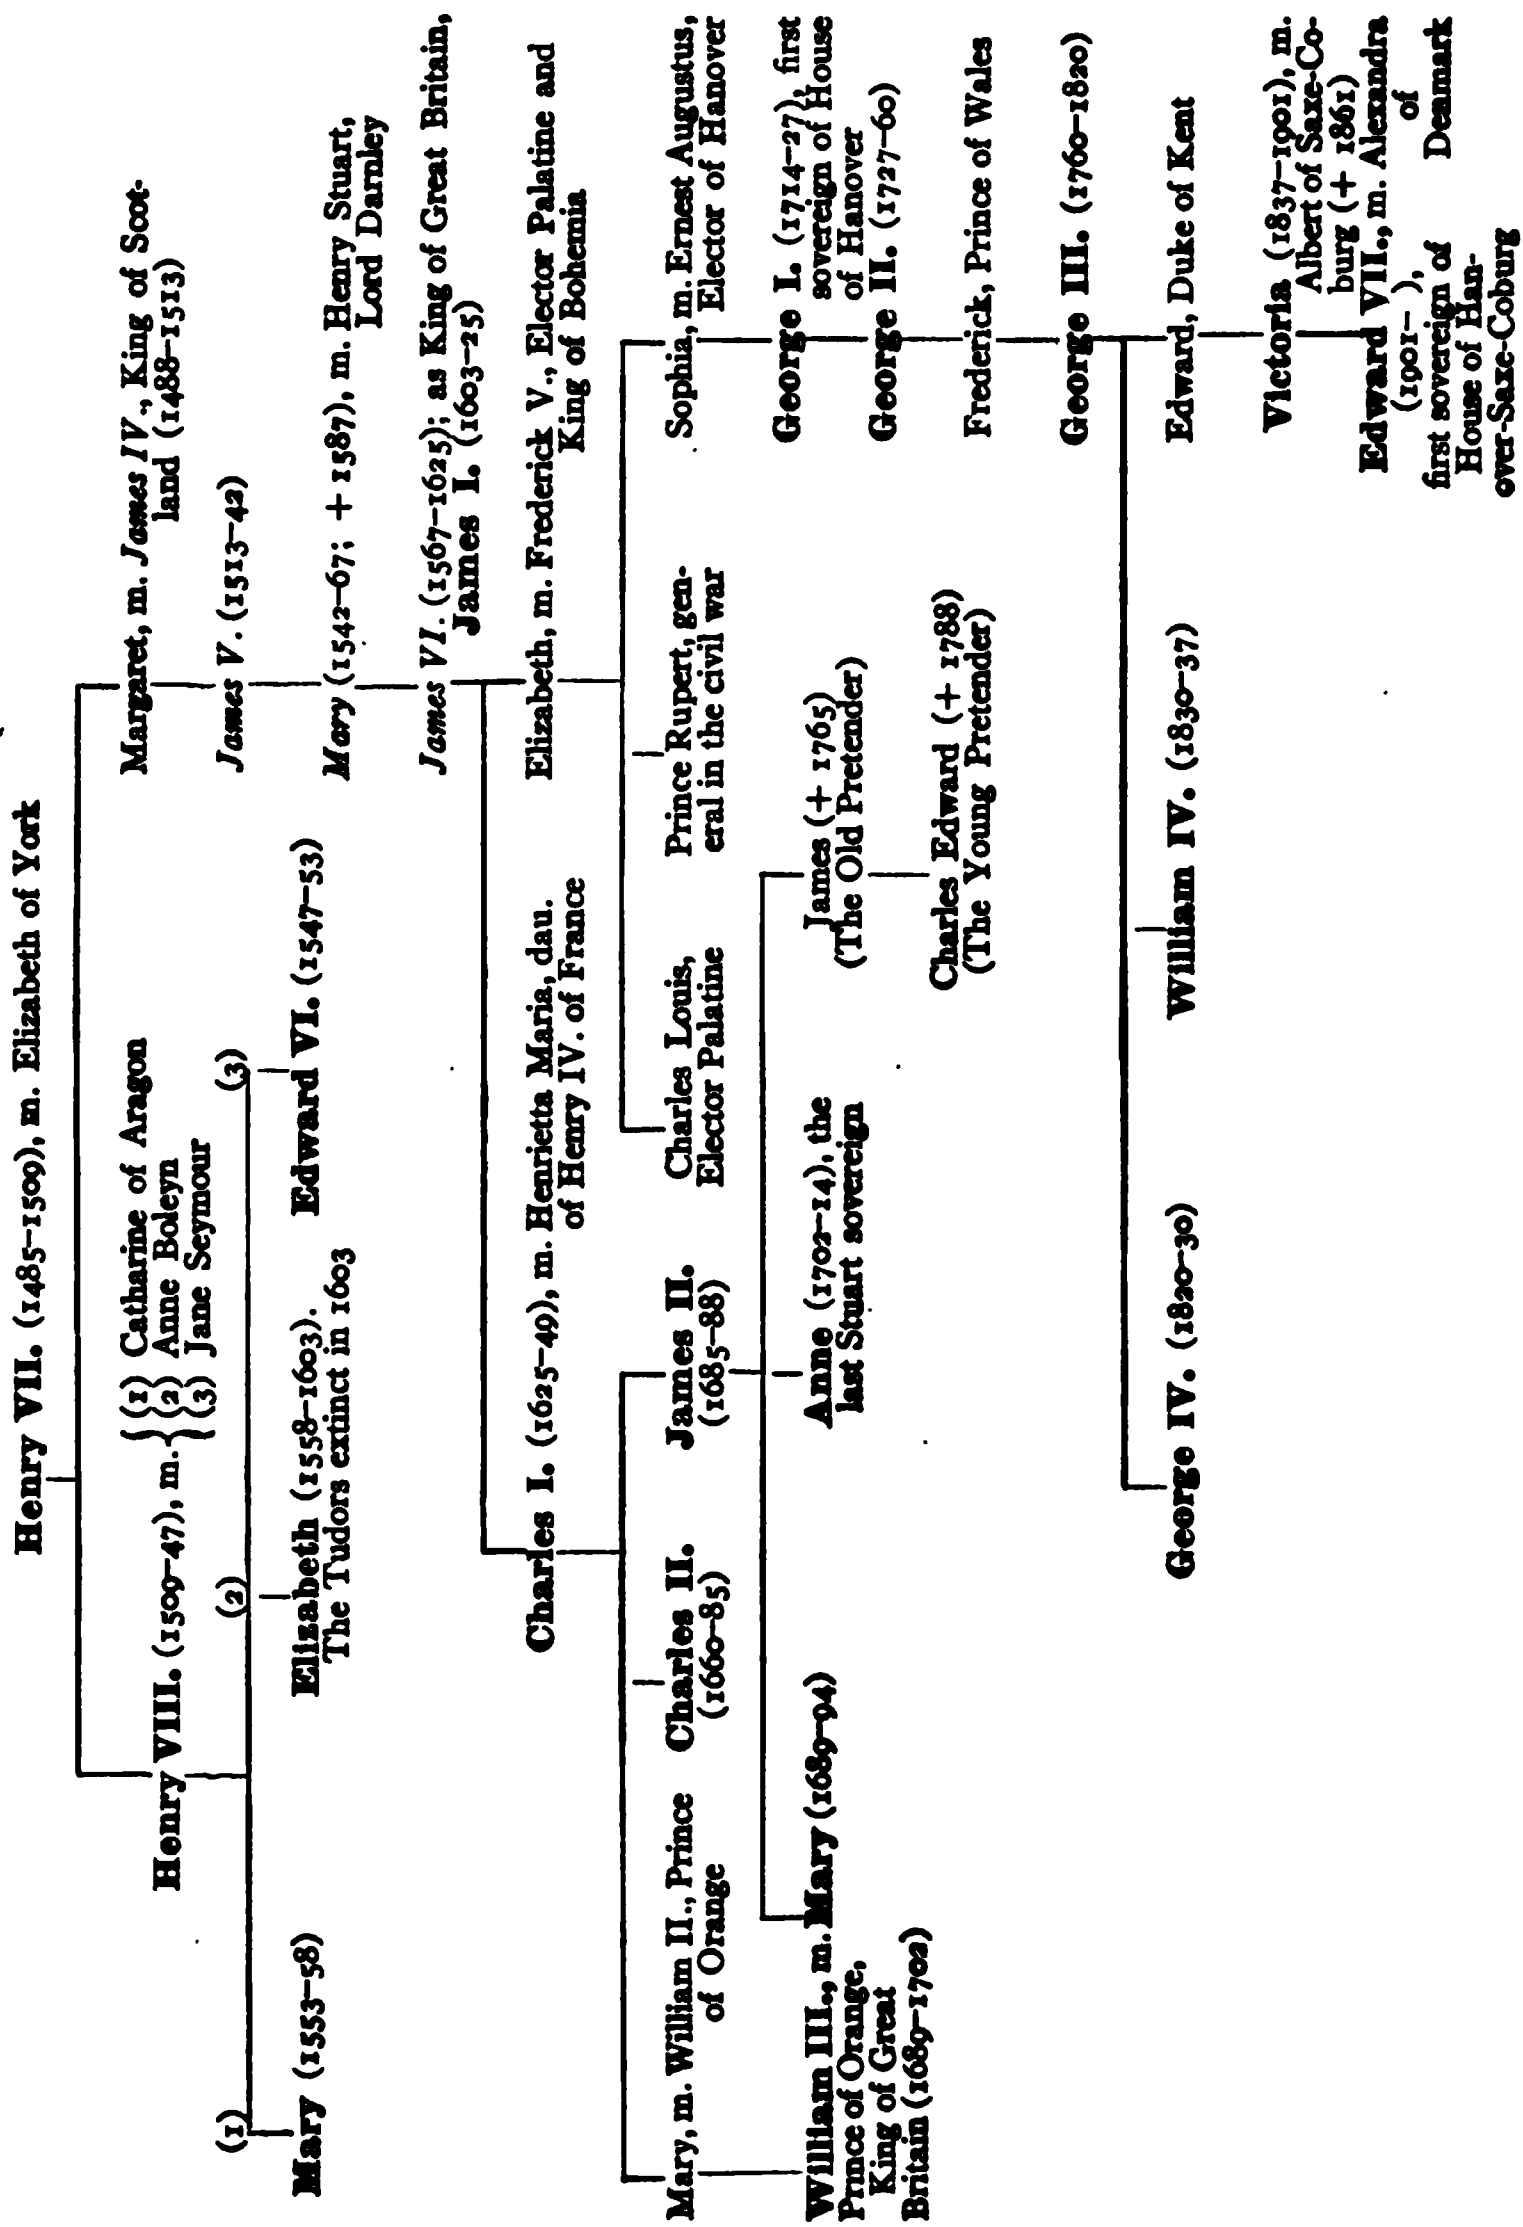 Henry VII. (1485-1509), m. Elizabeth of York
Henry VIII. (1509-47), m.
(1) Catharine of Aragon
(2) Anne Boleyn
(3) Jane Seymour
Margaret, m. James IV., King of Scot-
land (1488-1513)
(1)
(2)
(3)
James V. (1513-42)
Mary (1553-58)
Elizabeth (1558-1603).
The Tudors extinct in 1603
Edward VI. (1547-53)
Mary (1542-67; + 1587), m. Henry Stuart,
Lord Darnley
James VI. (1567-1625); as King of Great Britain,
James I. (1603-25)
Charles I. (1625-49), m. Henrietta Maria, dau.
of Henry IV. of France
Elizabeth, m. Frederick V., Elector Palatine and
King of Bohemia
Mary, m. William II., Prince
of Orange
Charles II.
(1660-85)
James II.
(1685-88)
Charles Louis,
Elector Palatine
Prince Rupert, gen-
eral in the civil war
Sophia, m. Ernest Augustus,
Elector of Hanover
William III., m. Mary (1689-94)
Prince of Orange,
King of Great
Britain (1689-1702)
Anne (1702-14), the
last Stuart sovereign
James (+ 1765)
(The Old Pretender)
George I. (1714-27), first
sovereign of House
of Hanover
George II. (1727-60)
Charles Edward (+ 1788)
(The Young Pretender)
Frederick, Prince of Wales
George III. (1760-1820)
George IV. (1820-30)
William IV. (1830-37)
Edward, Duke of Kent
Victoria (1837-1901), m.
Albert of Saxe-Co-
burg (+ 1861)
Edward VII., m. Alexandra
(1901- ), of
first sovereign of Denmark
House of Han-
over-Saxe-Coburg